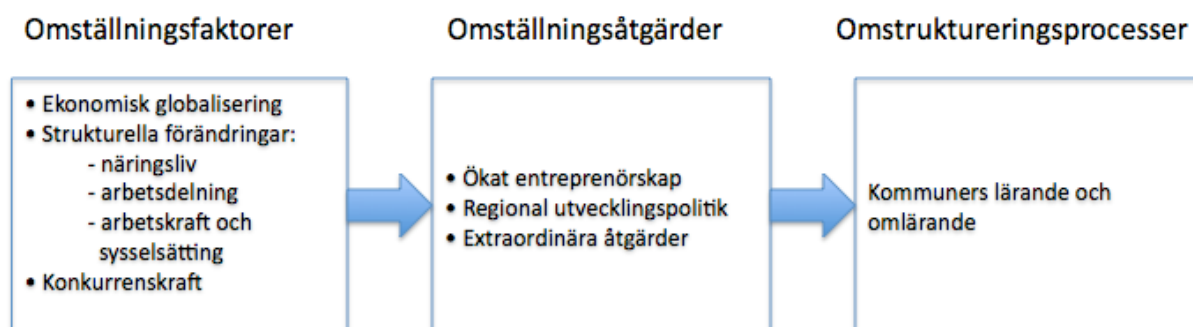 Omställningsfaktorer
• Ekonomisk globalisering
• Strukturella förändringar:
- näringsliv
- arbetsdelning
- arbetskraft och
sysselsätting
• Konkurrenskraft
Omställningsåtgärder
• Ökat entreprenörskap
• Regional utvecklingspolitik
• Extraordinära åtgärder
Omstruktureringsprocesser
Kommuners lärande och
omlärande